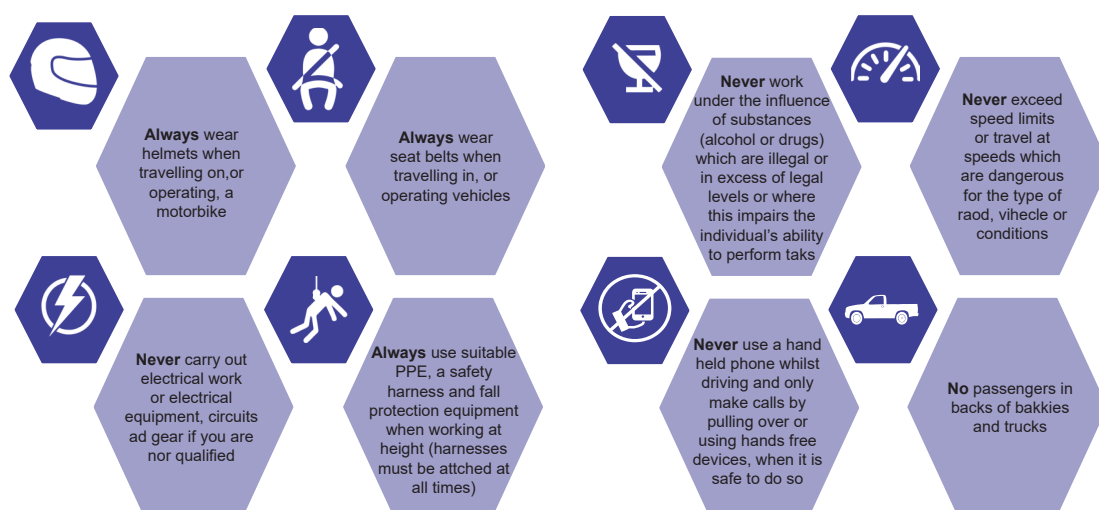 Always wear
helmets when
travelling on,or
operating, a
motorbike
Always wear
seat belts when
travelling in, or
operating vehicles
Never work
under the influence
of substances
(alcohol or drugs)
which are illegal or
in excess of legal
levels or where
this impairs the
individual's ability
to perform taks
Never exceed
speed limits
or travel at
speeds which
are dangerous
for the type of
raod, vihecle or
conditions
Never carry out
electrical work
or electrical
equipment, circuits
ad gear if you are
nor qualified
Always use suitable
PPE, a safety
harness and fall
protection equipment
when working at
height (harnesses
must be attched at
all times)
Never use a hand
held phone whilst
driving and only
make calls by
pulling over or
using hands free
devices, when it is
safe to do so
No passengers in
backs of bakkies
and trucks